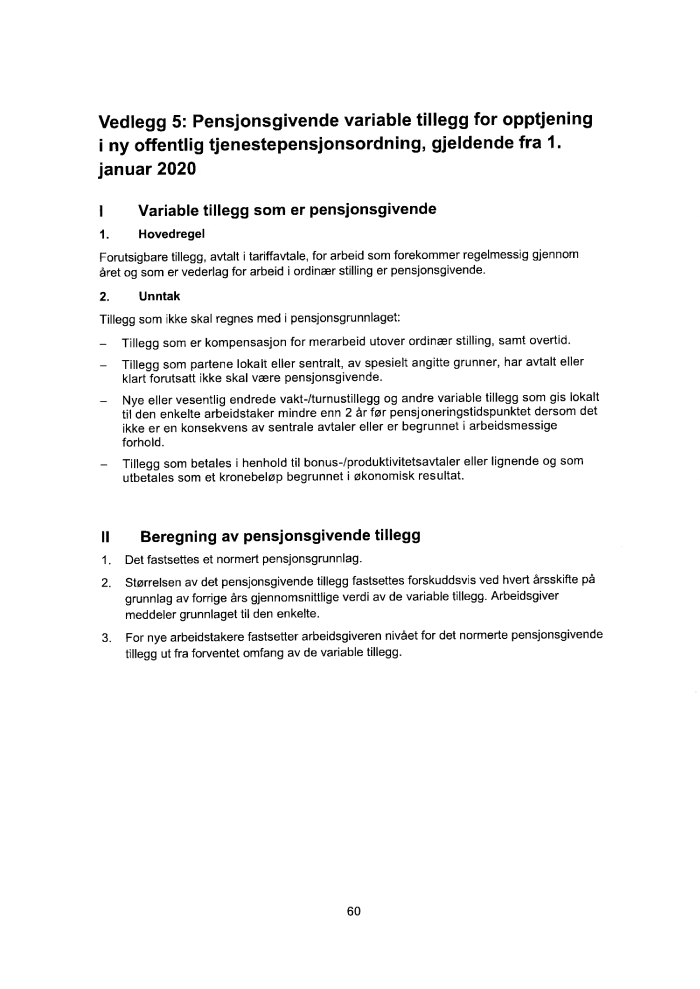 Vedlegg 5: Pensjonsgivende variable tillegg for opptjening
i ny offentlig tjenestepensjonsordning, gjeldende fra 1.
januar 2020
I Variable tillegg som er pensjonsgivende
1. Hovedregel
Forutsigbare tillegg, avtalt i tariffavtale, for arbeid som forekommer regelmessig gjennom
året og som er vederlag for arbeid i ordinær stilling er pensjonsgivende.
2. Unntak
Tillegg som ikke skal regnes med i pensjonsgrunnlaget:
– Tillegg som er kompensasjon for merarbeid utover ordinær stilling, samt overtid.
– Tillegg som partene lokalt eller sentralt, av spesielt angitte grunner, har avtalt eller
klart forutsatt ikke skal være pensjonsgivende.
– Nye eller vesentlig endrede vakt-/turnustillegg og andre variable tillegg som gis lokalt
til den enkelte arbeidstaker mindre enn 2 år før pensjoneringstidspunktet dersom det
ikke er en konsekvens av sentrale avtaler eller er begrunnet i arbeidsmessige
forhold.
– Tillegg som betales i henhold til bonus-/produktivitetsavtaler eller lignende og som
utbetales som et kronebeløp begrunnet i økonomisk resultat.
II Beregning av pensjonsgivende tillegg
1. Det fastsettes et normert pensjonsgrunnlag.
2. Størrelsen av det pensjonsgivende tillegg fastsettes forskuddsvis ved hvert årsskifte på
grunnlag av forrige års gjennomsnittlige verdi av de variable tillegg. Arbeidsgiver
meddeler grunnlaget til den enkelte.
3. For nye arbeidstakere fastsetter arbeidsgiveren nivået for det normerte pensjonsgivende
tillegg ut fra forventet omfang av de variable tillegg.
60